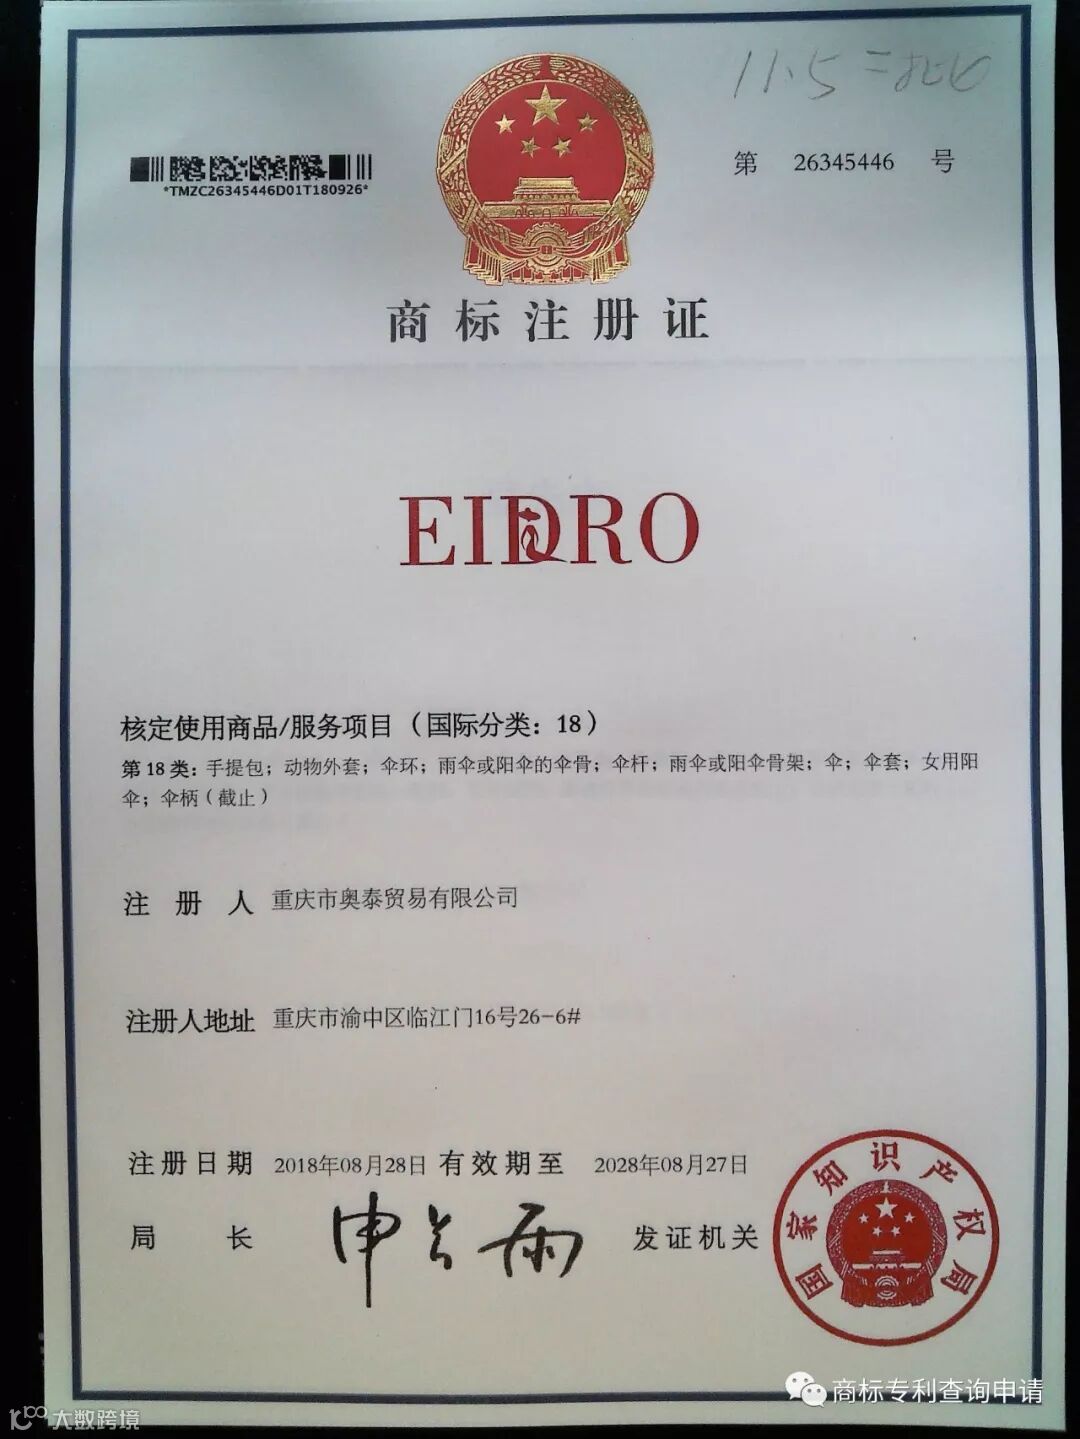 11.5
*TMZC26345446D01T180926*
第 26345446 号
商标注册证
EIDRO
核定使用商品/服务项目（国际分类：18）
第18类：手提包；动物外套；伞环；雨伞或阳伞的伞骨；伞杆；雨伞或阳伞骨架；伞；伞套；女用阳
伞；伞柄（截止）
注册人 重庆市奥泰贸易有限公司
注册人地址 重庆市渝中区临江门16号26-6#
注册日期 2018年08月28日 有效期至 2028年08月27日
局长 申长雨 发证机关
国家知识产权局
商标专利查询申请
大数跨境